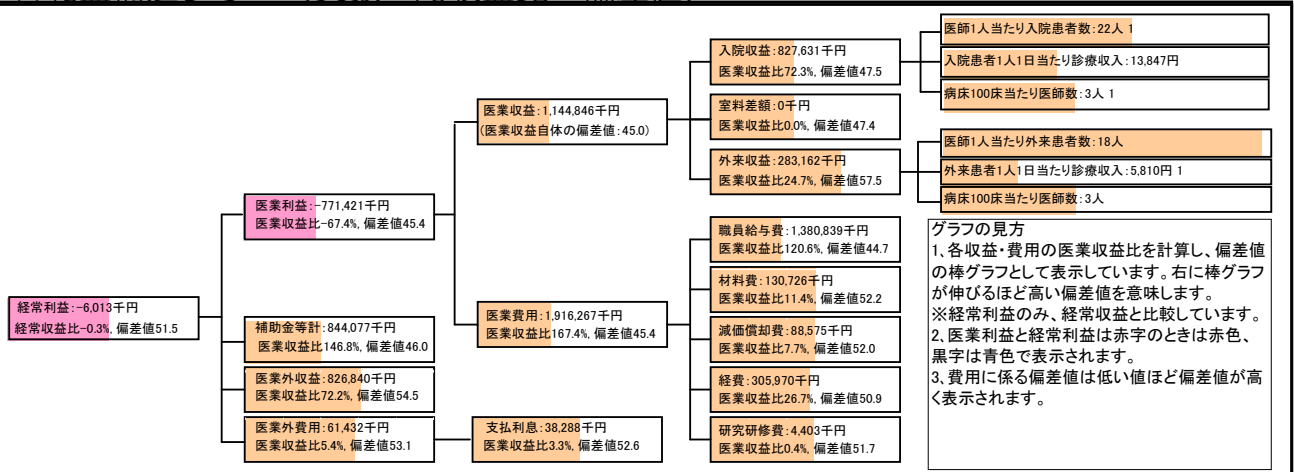 経常利益:-6,013千円
経常収益比-0.3%, 偏差値51.5
医業利益:-771,421千円
医業収益比-67.4%, 偏差値45.4
補助金等計:844,077千円
医業収益比146.8%, 偏差値46.0
医業外収益:826,840千円
医業収益比72.2%, 偏差値54.5
医業外費用:61,432千円
医業収益比5.4%, 偏差値53.1
医業収益:1,144,846千円
(医業収益自体の偏差値:45.0)
医業費用:1,916,267千円
医業収益比167.4%, 偏差値45.4
支払利息:38,288千円
医業収益比3.3%, 偏差値52.6
入院収益:827,631千円
医業収益比72.3%, 偏差値47.5
室料差額:0千円
医業収益比0.0%, 偏差値47.4
外来収益:283,162千円
医業収益比24.7%, 偏差値57.5
職員給与費:1,380,839千円
医業収益比120.6%, 偏差値44.7
材料費:130,726千円
医業収益比11.4%, 偏差値52.2
減価償却費:88,575千円
医業収益比7.7%, 偏差値52.0
経費:305,970千円
医業収益比26.7%, 偏差値50.9
研究研修費:4,403千円
医業収益比0.4%, 偏差値51.7
医師1人当たり入院患者数:22人 1
入院患者1人1日当たり診療収入:13,847円
病床100床当たり医師数:3人 1
医師1人当たり外来患者数:18人
外来患者1人1日当たり診療収入:5,810円 1
病床100床当たり医師数:3人
グラフの見方
1、各収益・費用の医業収益比を計算し、偏差値
の棒グラフとして表示しています。右に棒グラフ
が伸びるほど高い偏差値を意味します。
※経常利益のみ、経常収益と比較しています。
2、医業利益と経常利益は赤字のときは赤色、
黒字は青色で表示されます。
3、費用に係る偏差値は低い値ほど偏差値が高
く表示されます。